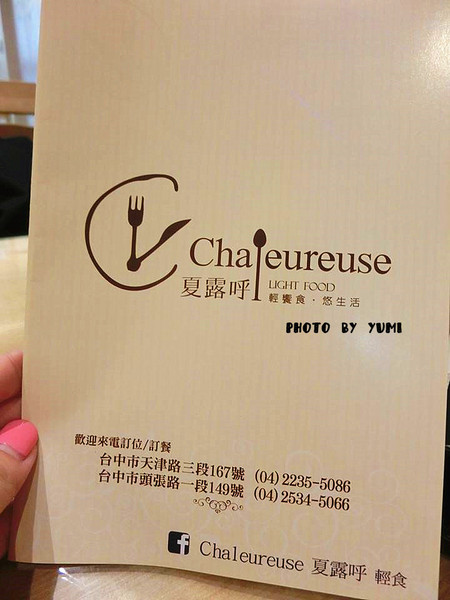 Chaleureuse
夏露呼 LIGHT FOOD
輕饗食·悠生活
PHOTO BY YUMI
歡迎來電訂位/訂餐
台中市天津路三段167號 (04) 2235-5086
台中市頭張路一段149號 (04) 2534-5066
f Chaleureuse 夏露呼 輕食